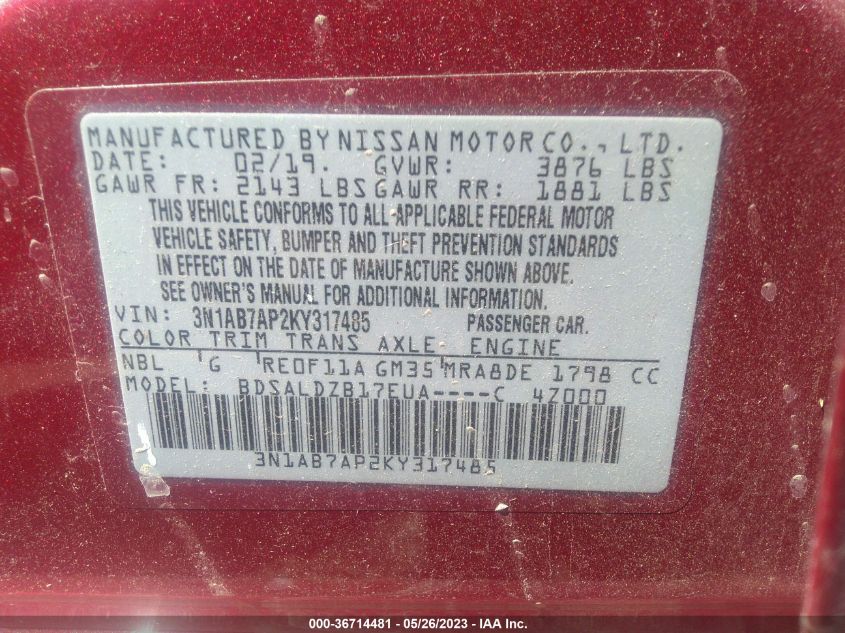 MANUFACTURED BY NISSAN MOTOR CO., LTD.
DATE: 02/19. GVWR: 3876 LBS
GAWR FR: 2143 LBS GAWR RR: 1881 LBS
THIS VEHICLE CONFORMS TO ALL APPLICABLE FEDERAL MOTOR
VEHICLE SAFETY, BUMPER AND THEFT PREVENTION STANDARDS
IN EFFECT ON THE DATE OF MANUFACTURE SHOWN ABOVE.
SEE OWNER'S MANUAL FOR ADDITIONAL INFORMATION.
VIN: 3N1AB7AP2KY317485 PASSENGER CAR.
COLOR TRIM TRANS AXLE ENGINE
NBL G RE0F11A GM35 MRA8DE 1798 CC
MODEL: BDSALDZB17EUA----C 4Z000
3N1AB7AP2KY317485
000-36714481 - 05/26/2023 - IAA Inc.